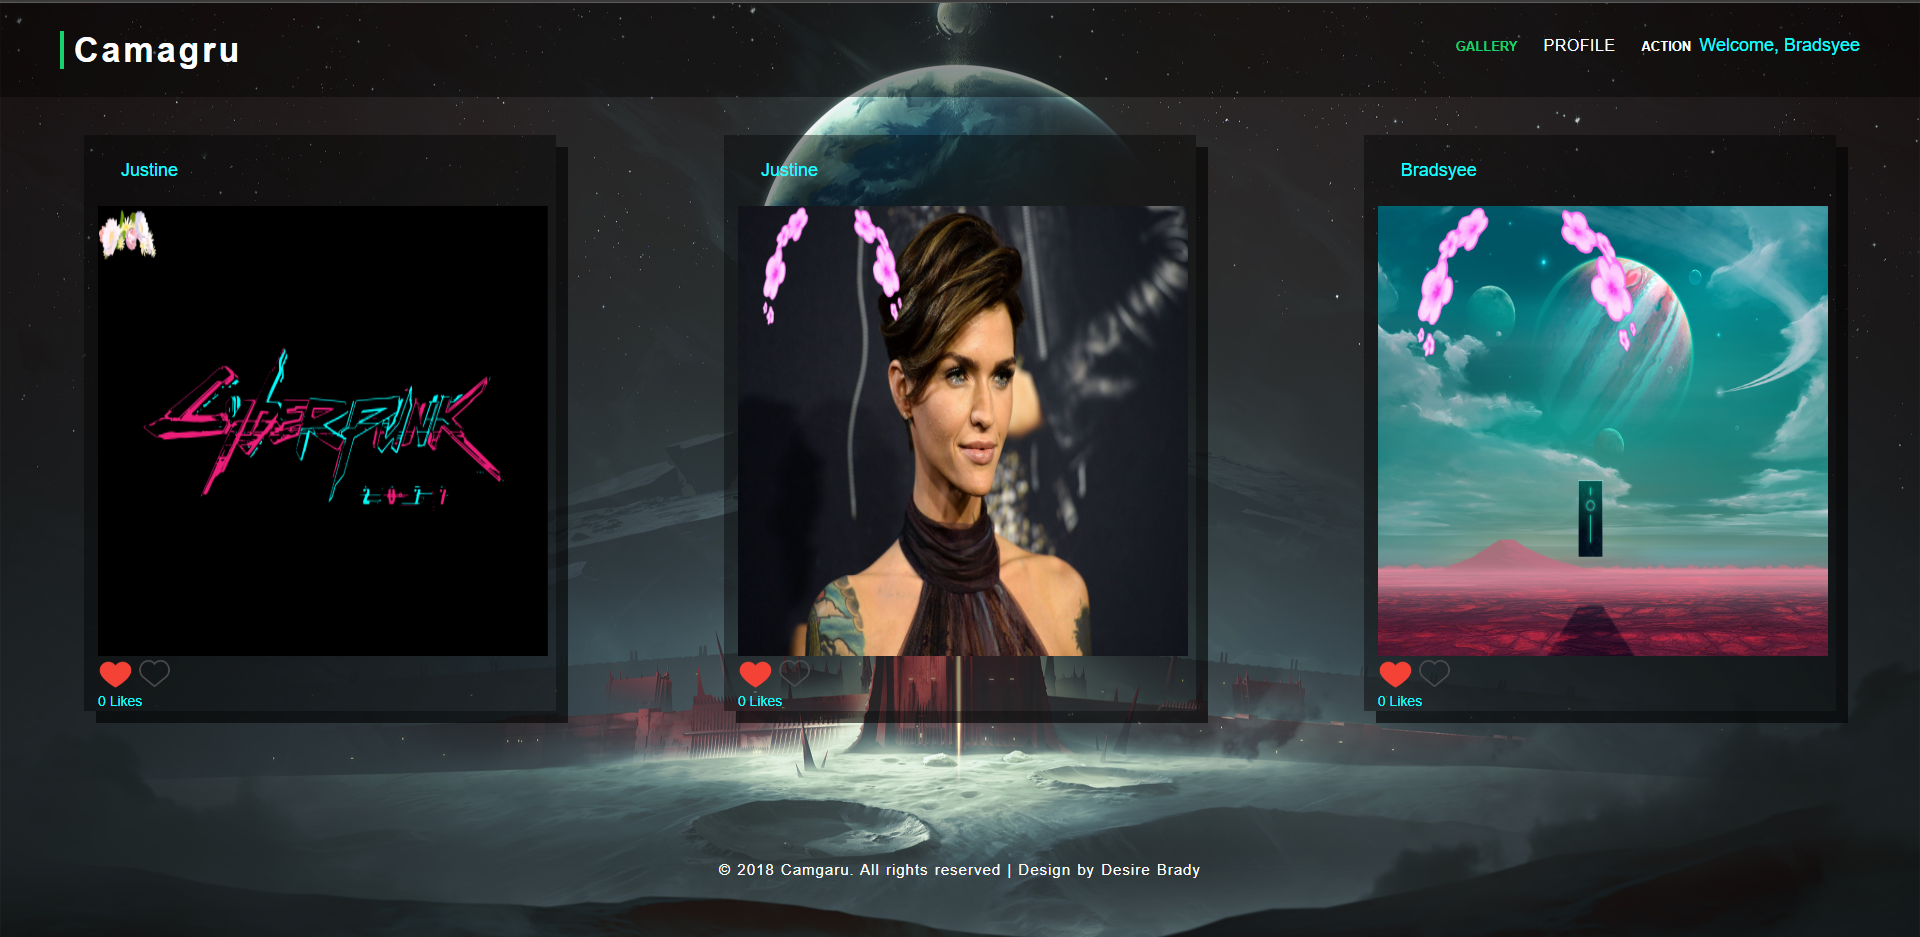 Camagru
GALLERY PROFILE ACTION Welcome, Bradsyee
Justine
Justine
Bradsyee
CYBERPUNK
0 Likes
0 Likes
0 Likes
© 2018 Camgaru. All rights reserved | Design by Desire Brady